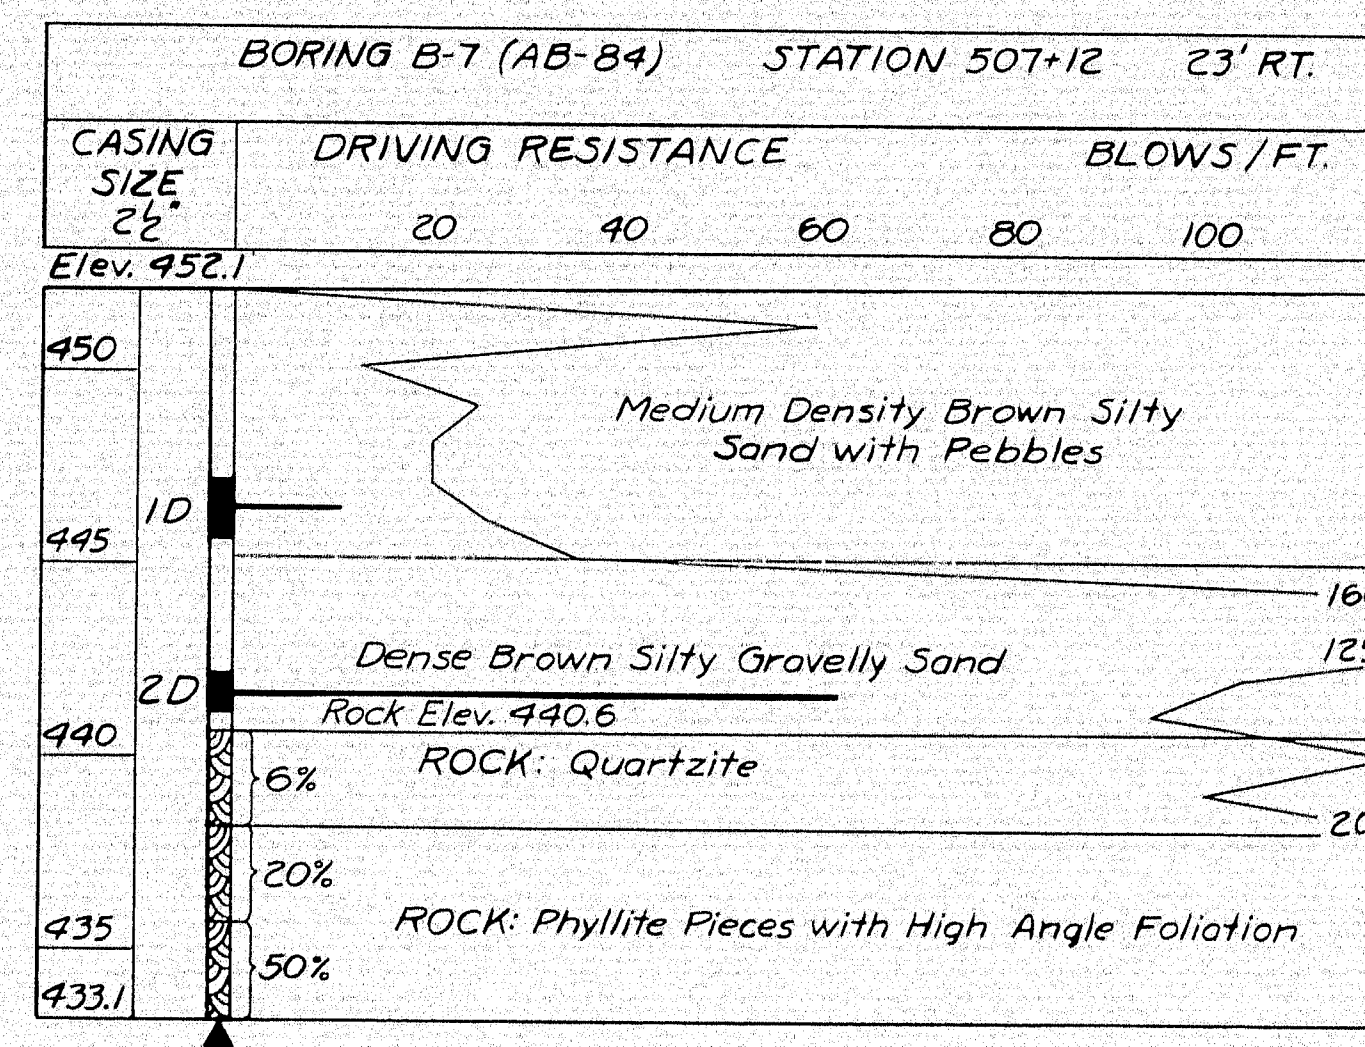 BORING B-7 (AB-84) STATION 507+12 23' RT.
CASING SIZE 2½" DRIVING RESISTANCE BLOWS/FT.
20 40 60 80 100
Elev. 452.1
450
Medium Density Brown Silty
Sand with Pebbles
1D
445
125
Dense Brown Silty Gravelly Sand
2D
Rock Elev. 440.6
440
ROCK: Quartzite
6%
20%
435
ROCK: Phyllite Pieces with High Angle Foliation
50%
433.1